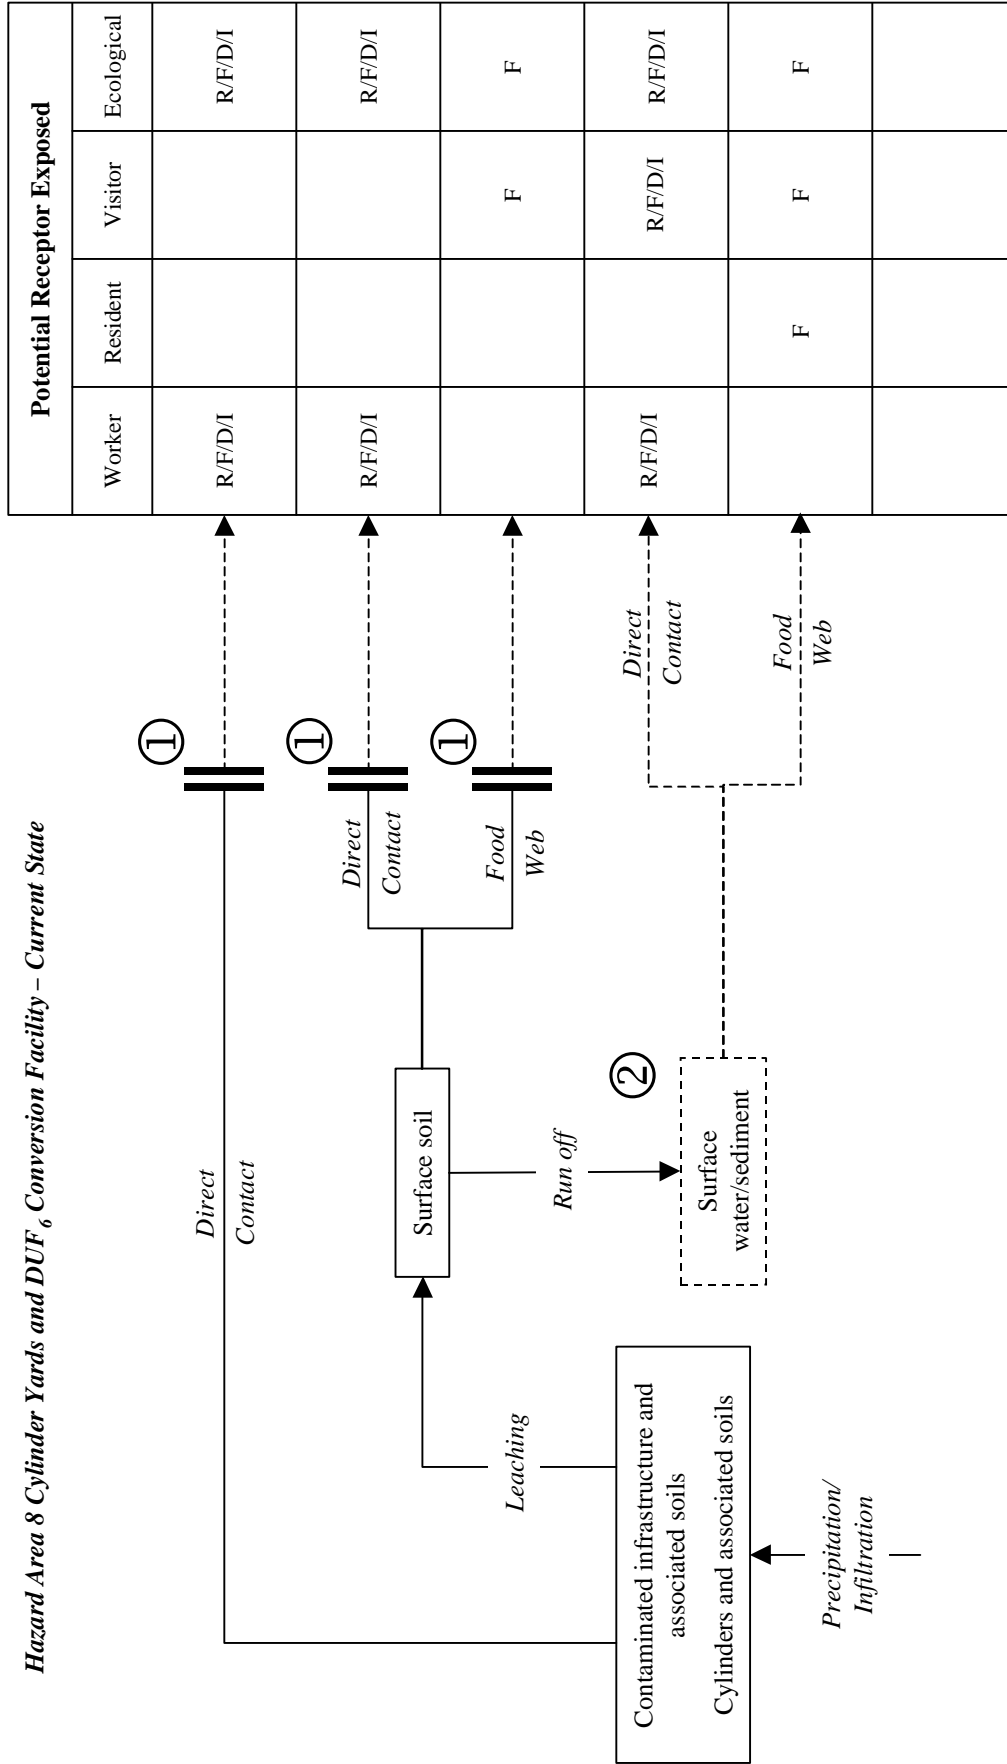 Hazard Area 8 Cylinder Yards and DUF6 Conversion Facility – Current State
Potential Receptor Exposed
Worker Resident Visitor Ecological
Direct
Contact
①
R/F/D/I R/F/D/I
Direct
Contact
①
R/F/D/I R/F/D/I
Food
Web
①
F F
Surface soil
Leaching
Run off
②
Surface
water/sediment
Direct
Contact
R/F/D/I R/F/D/I R/F/D/I
Food
Web
F F F
Contaminated infrastructure and
associated soils
Cylinders and associated soils
Precipitation/
Infiltration